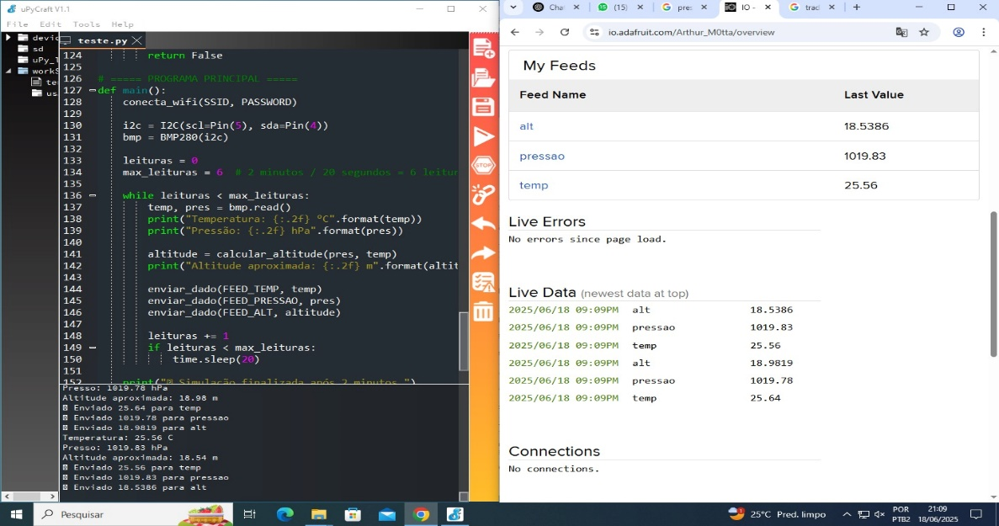 uPyCraft V1.1
File Edit Tools Help
devic
sd
uPy_l
workS
te
us
teste.py
124 return False
125
126 # ===== PROGRAMA PRINCIPAL =====
127 def main():
128 conecta_wifi(SSID, PASSWORD)
129
130 i2c = I2C(scl=Pin(5), sda=Pin(4))
131 bmp = BMP280(i2c)
132
133 leituras = 0
134 max_leituras = 6 # 2 minutos / 20 segundos = 6 leitur
135
136 while leituras < max_leituras:
137 temp, pres = bmp.read()
138 print("Temperatura: {:.2f} ºC".format(temp))
139 print("Pressão: {:.2f} hPa".format(pres))
140
141 altitude = calcular_altitude(pres, temp)
142 print("Altitude aproximada: {:.2f} m".format(altit
143
144 enviar_dado(FEED_TEMP, temp)
145 enviar_dado(FEED_PRESSAO, pres)
146 enviar_dado(FEED_ALT, altitude)
147
148 leituras += 1
149 if leituras < max_leituras:
150 time.sleep(20)
151
152 print(" Simulação finalizada após 2 minutos.")
Presso: 1019.78 hPa
Altitude aproximada: 18.98 m
Enviado 25.64 para temp
Enviado 1019.78 para pressao
Enviado 18.9819 para alt
Temperatura: 25.56 C
Presso: 1019.83 hPa
Altitude aproximada: 18.54 m
Enviado 25.56 para temp
Enviado 1019.83 para pressao
Enviado 18.5386 para alt
STOP
Cha
(15)
pre
IO -
trad
io.adafruit.com/Arthur_M0tta/overview
My Feeds
Feed Name Last Value
alt 18.5386
pressao 1019.83
temp 25.56
Live Errors
No errors since page load.
Live Data (newest data at top)
2025/06/18 09:09PM alt 18.5386
2025/06/18 09:09PM pressao 1019.83
2025/06/18 09:09PM temp 25.56
2025/06/18 09:09PM alt 18.9819
2025/06/18 09:09PM pressao 1019.78
2025/06/18 09:09PM temp 25.64
Connections
No connections.
Pesquisar
25°C Pred. limpo
POR
PTB2
21:09
18/06/2025